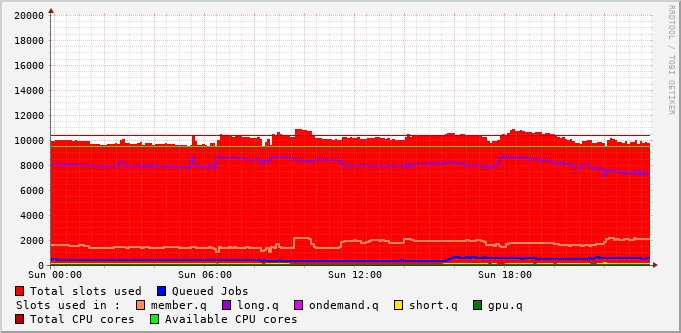 RRDTOOL / TOBI OETIKER
20000
18000
16000
14000
12000
10000
8000
6000
4000
2000
0
Sun 00:00 Sun 06:00 Sun 12:00 Sun 18:00
Total slots used Queued Jobs
Slots used in : member.q long.q ondemand.q short.q gpu.q
Total CPU cores Available CPU cores